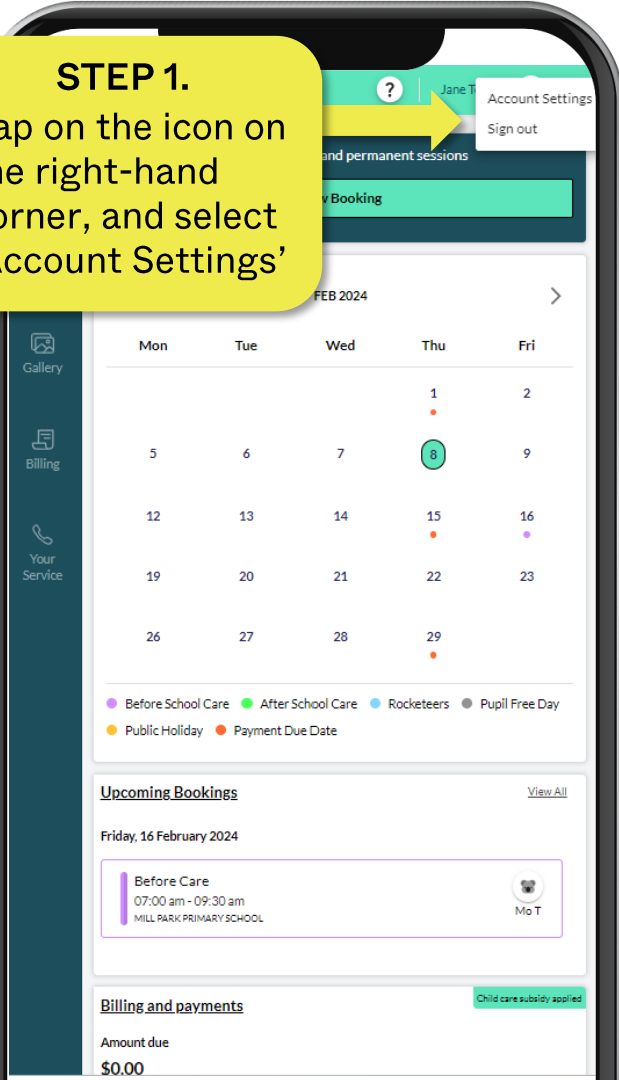 STEP 1.
ap on the icon on
e right-hand
orner, and select
Account Settings’
?
Jane T
Account Settings
Sign out
and permanent sessions
Booking
FEB 2024
Gallery
Billing
Your
Service
Mon Tue Wed Thu Fri
1 2
5 6 7 8 9
12 13 14 15 16
19 20 21 22 23
26 27 28 29
Before School Care After School Care Rocketeers Pupil Free Day
Public Holiday Payment Due Date
Upcoming Bookings View All
Friday, 16 February 2024
Before Care
07:00 am - 09:30 am
MILL PARK PRIMARY SCHOOL
Mo T
Billing and payments Child care subsidy applied
Amount due
$0.00